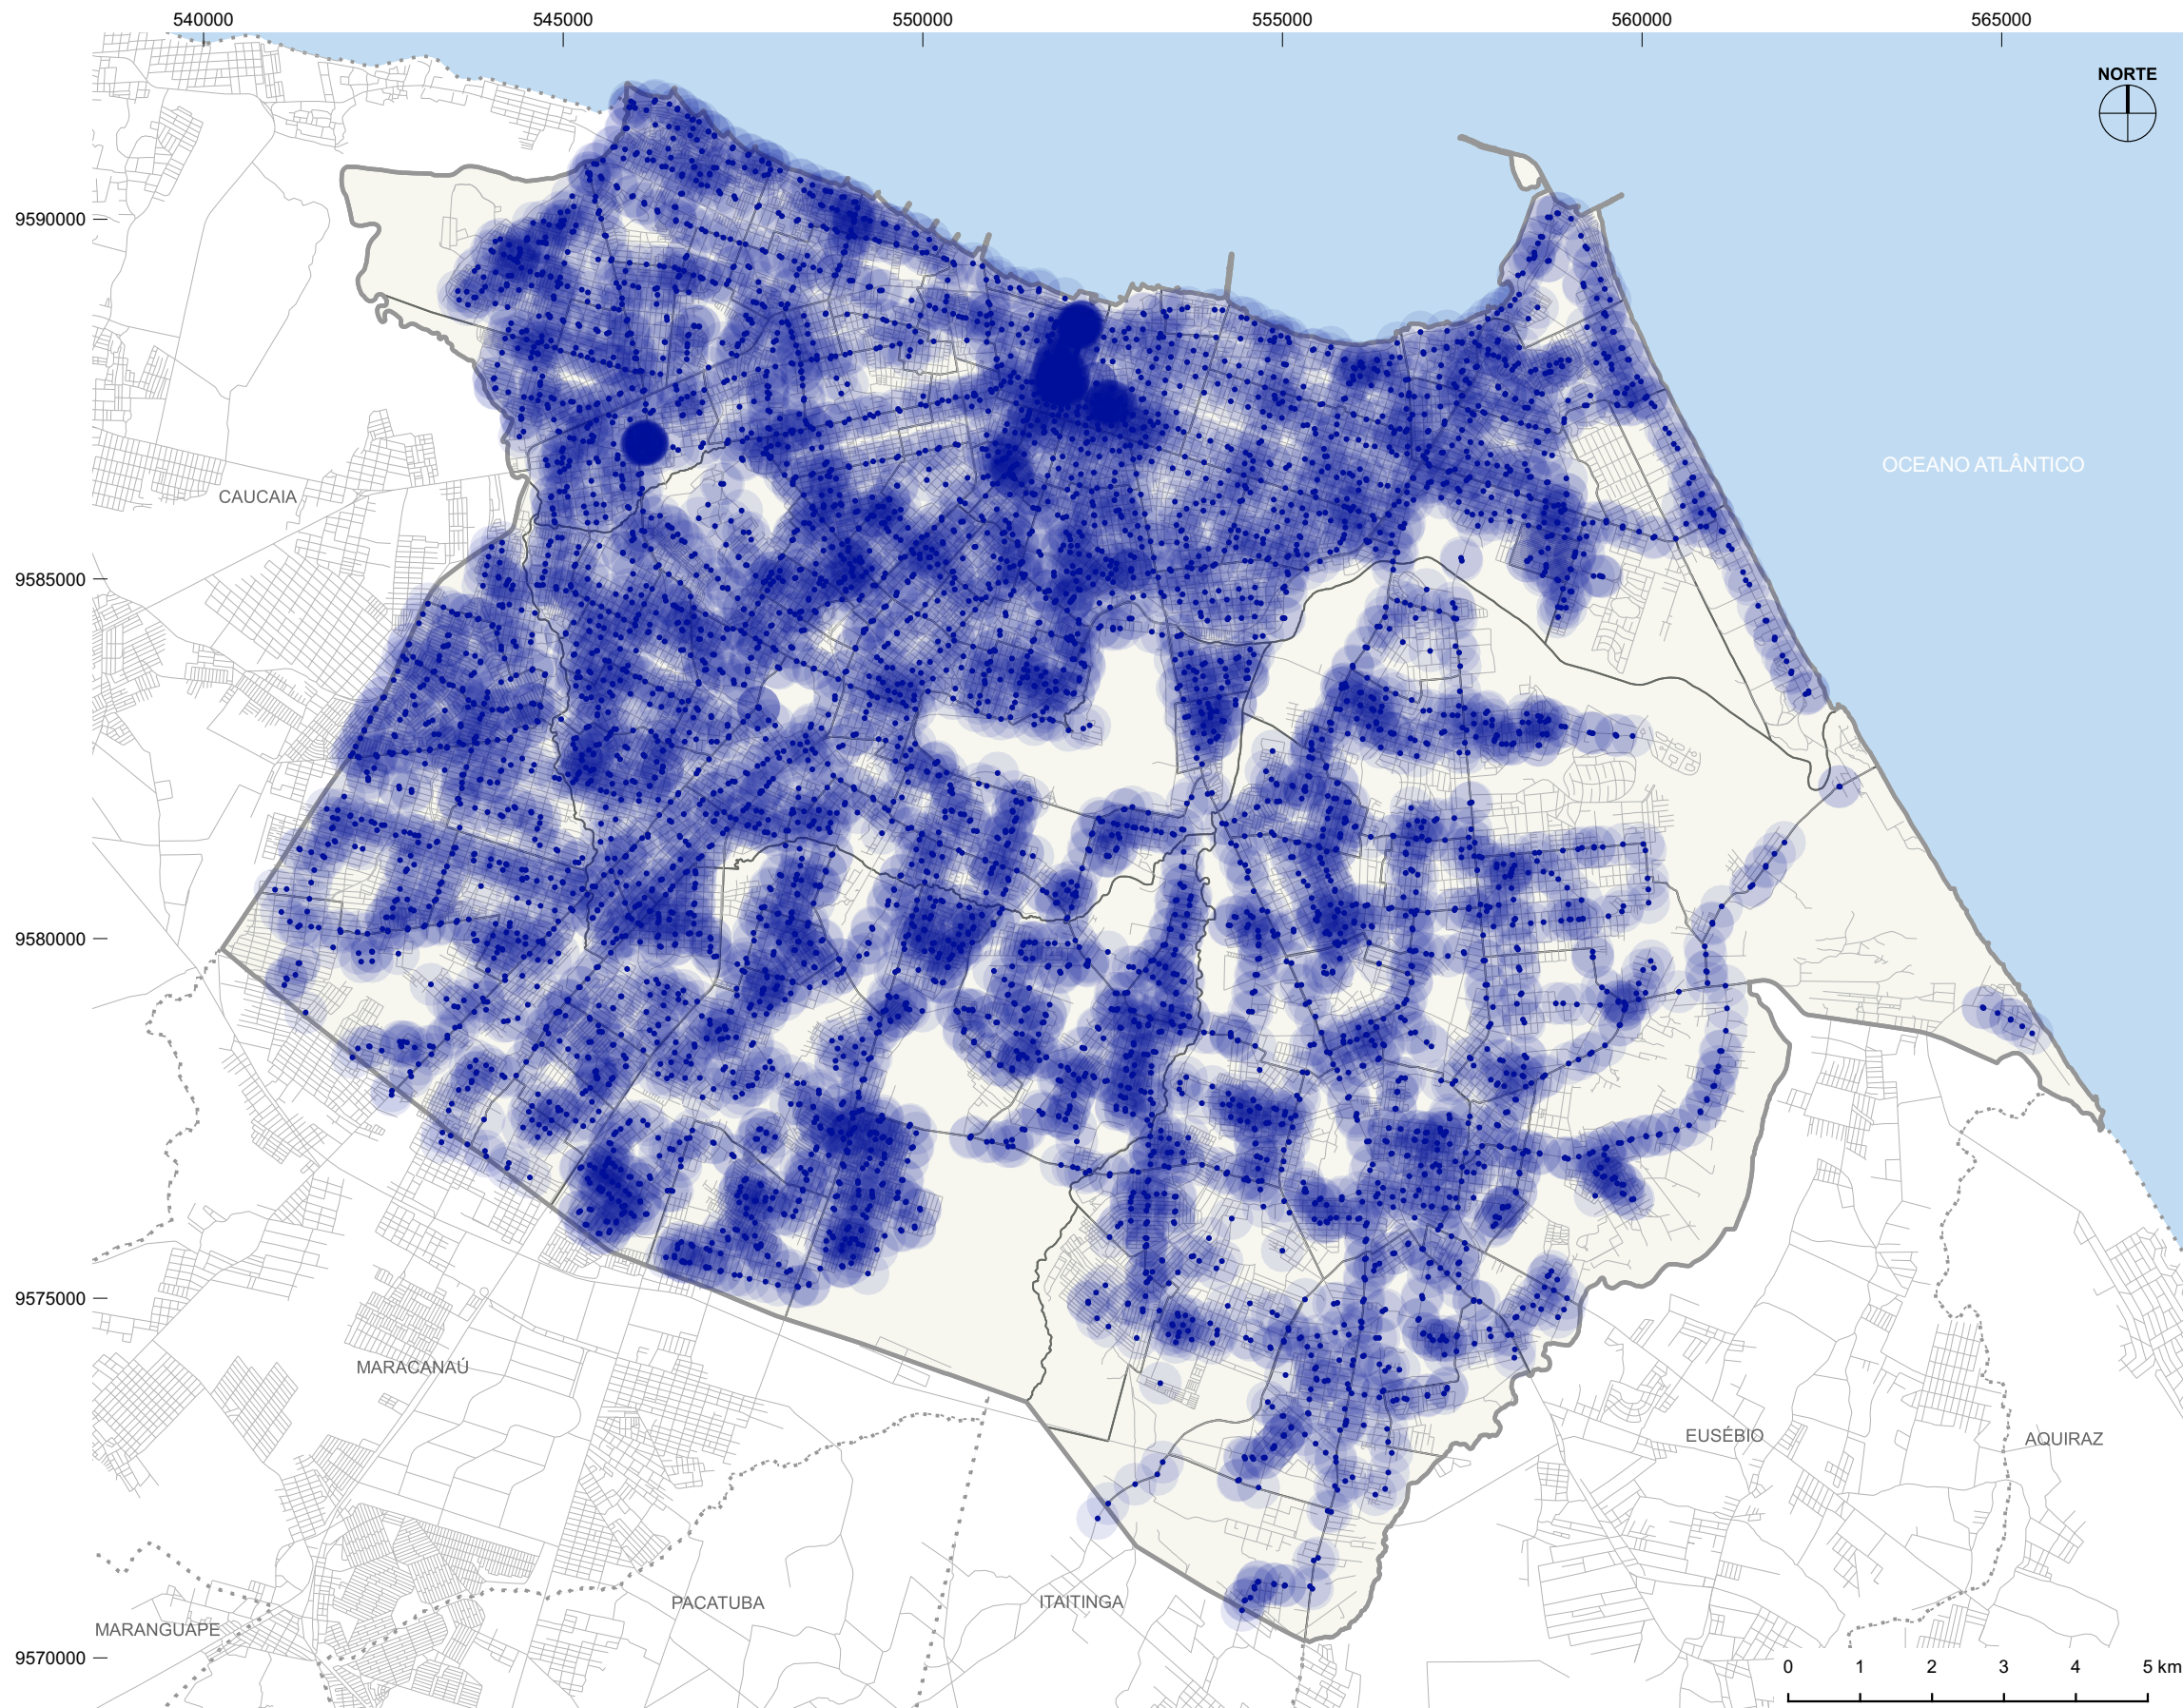 540000 545000 550000 555000 560000 565000
NORTE
9590000
OCEANO ATLÂNTICO
CAUCAIA
9585000
9580000
9575000
MARACANAÚ
EUSÉBIO
AQUIRAZ
PACATUBA
ITAITINGA
MARANGUAPE
9570000
0 1 2 3 4 5 km